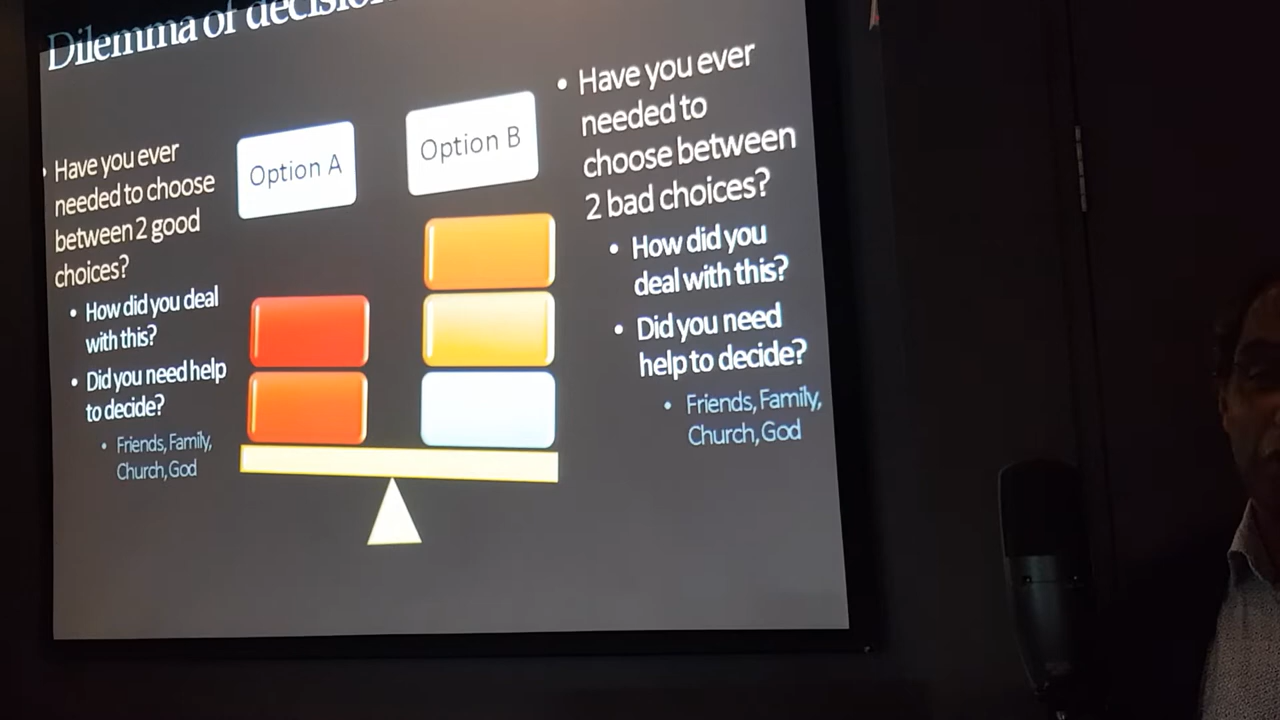 Dilemma of decision
• Have you ever
needed to choose
between 2 good
choices?
• How did you deal
with this?
• Did you need help
to decide?
• Friends, Family,
Church, God
Option A
Option B
• Have you ever
needed to
choose between
2 bad choices?
• How did you
deal with this?
• Did you need
help to decide?
• Friends, Family,
Church, God